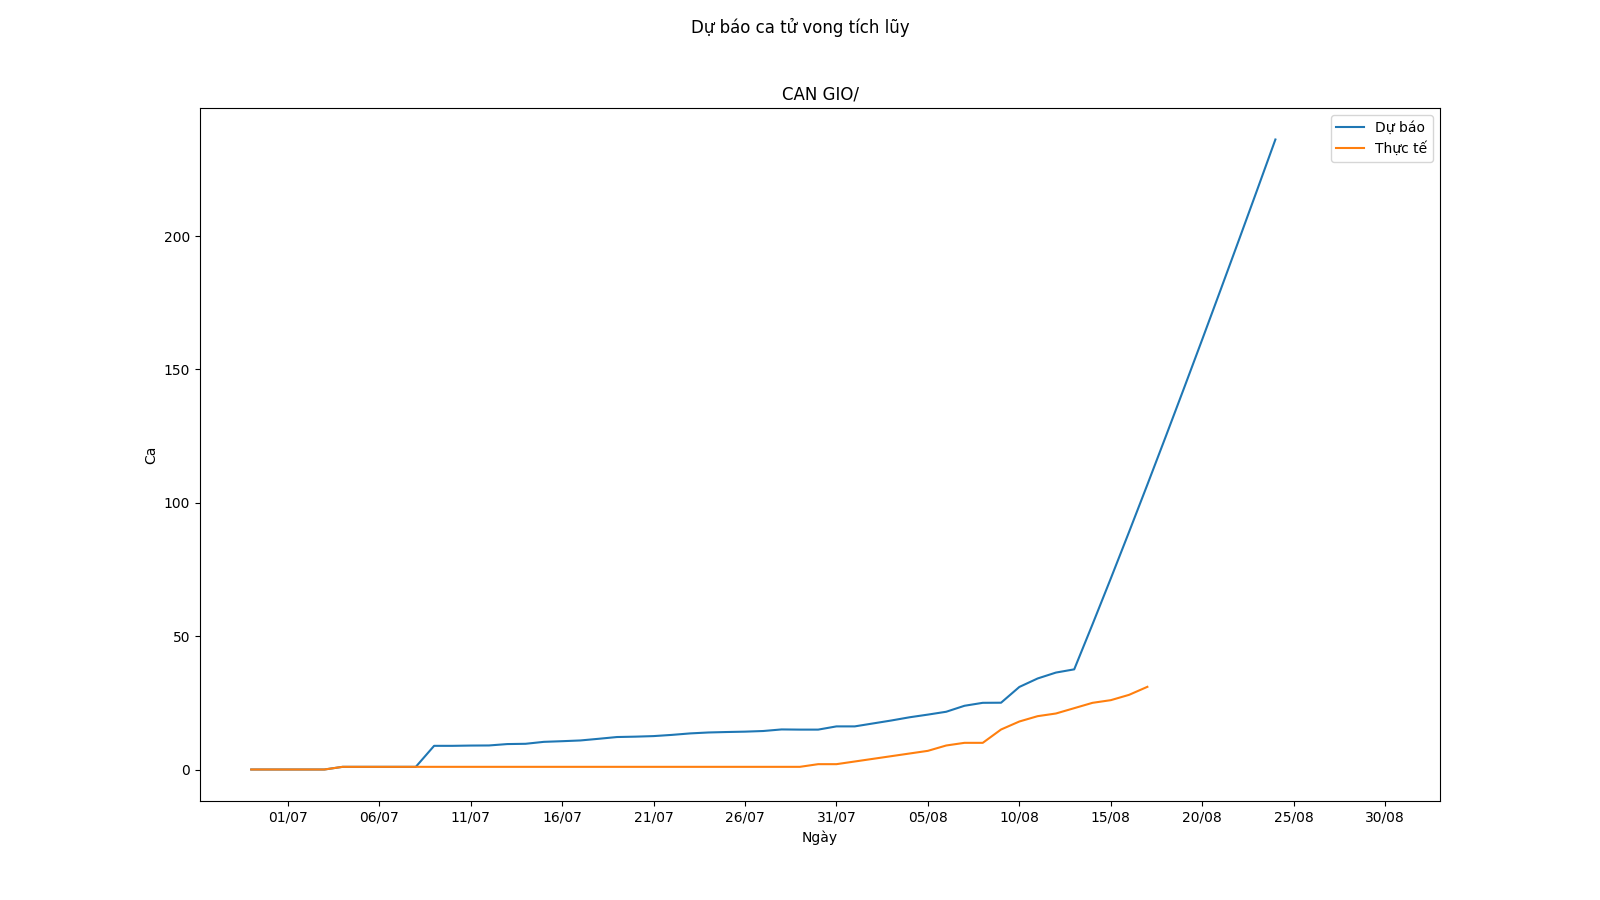 Dự báo ca tử vong tích lũy
CAN GIO/
Dự báo
Thực tế
200
150
100
50
0
Ca
01/07 06/07 11/07 16/07 21/07 26/07 31/07 05/08 10/08 15/08 20/08 25/08 30/08
Ngày